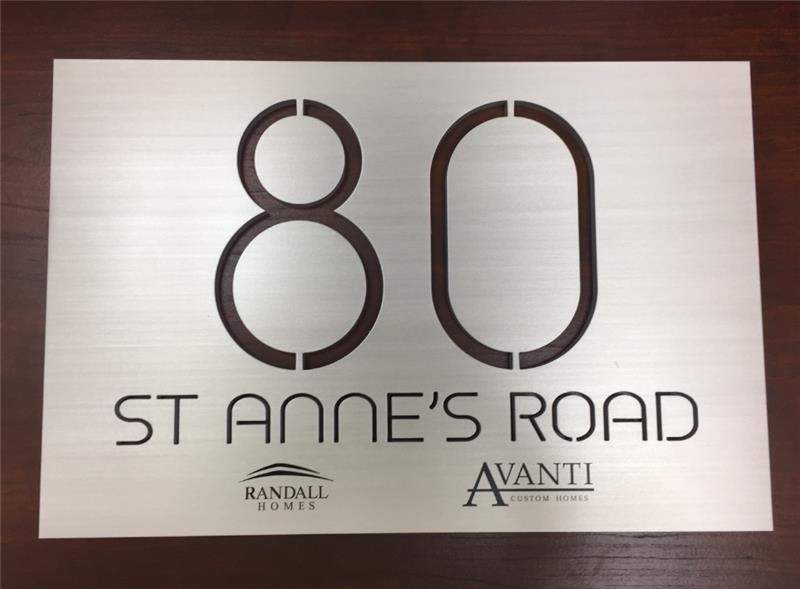 80
ST ANNE'S ROAD
RANDALL
HOMES
AVANTI
CUSTOM HOMES